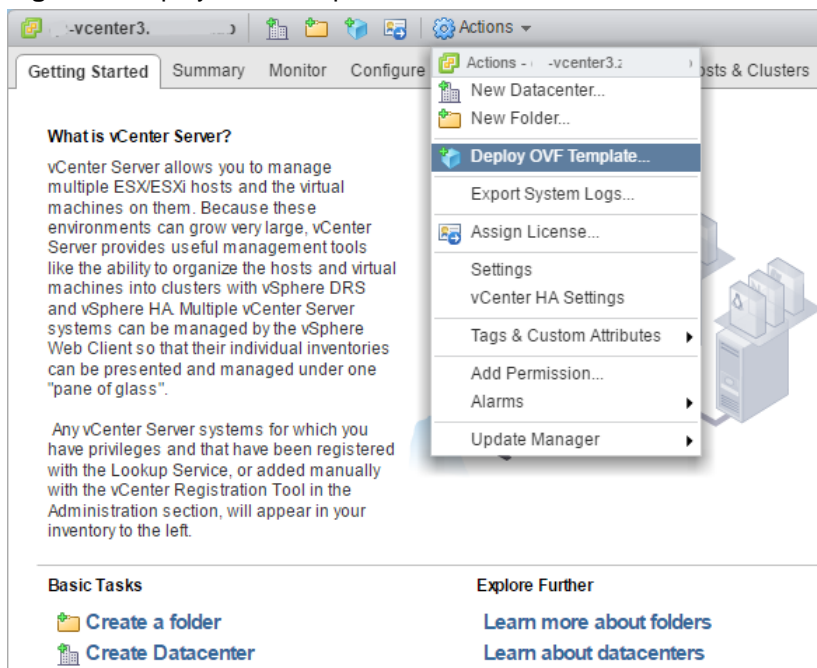 -vcenter3.
Actions
Getting Started Summary Monitor Configure
Actions - -vcenter3.
osts & Clusters
New Datacenter...
New Folder...
Deploy OVF Template...
Export System Logs...
Assign License...
Settings
vCenter HA Settings
Tags & Custom Attributes
Add Permission...
Alarms
Update Manager
What is vCenter Server?
vCenter Server allows you to manage
multiple ESX/ESXi hosts and the virtual
machines on them. Because these
environments can grow very large, vCenter
Server provides useful management tools
like the ability to organize the hosts and virtual
machines into clusters with vSphere DRS
and vSphere HA. Multiple vCenter Server
systems can be managed by the vSphere
Web Client so that their individual inventories
can be presented and managed under one
"pane of glass".
Any vCenter Server systems for which you
have privileges and that have been registered
with the Lookup Service, or added manually
with the vCenter Registration Tool in the
Administration section, will appear in your
inventory to the left.
Basic Tasks
Create a folder
Create Datacenter
Explore Further
Learn more about folders
Learn about datacenters